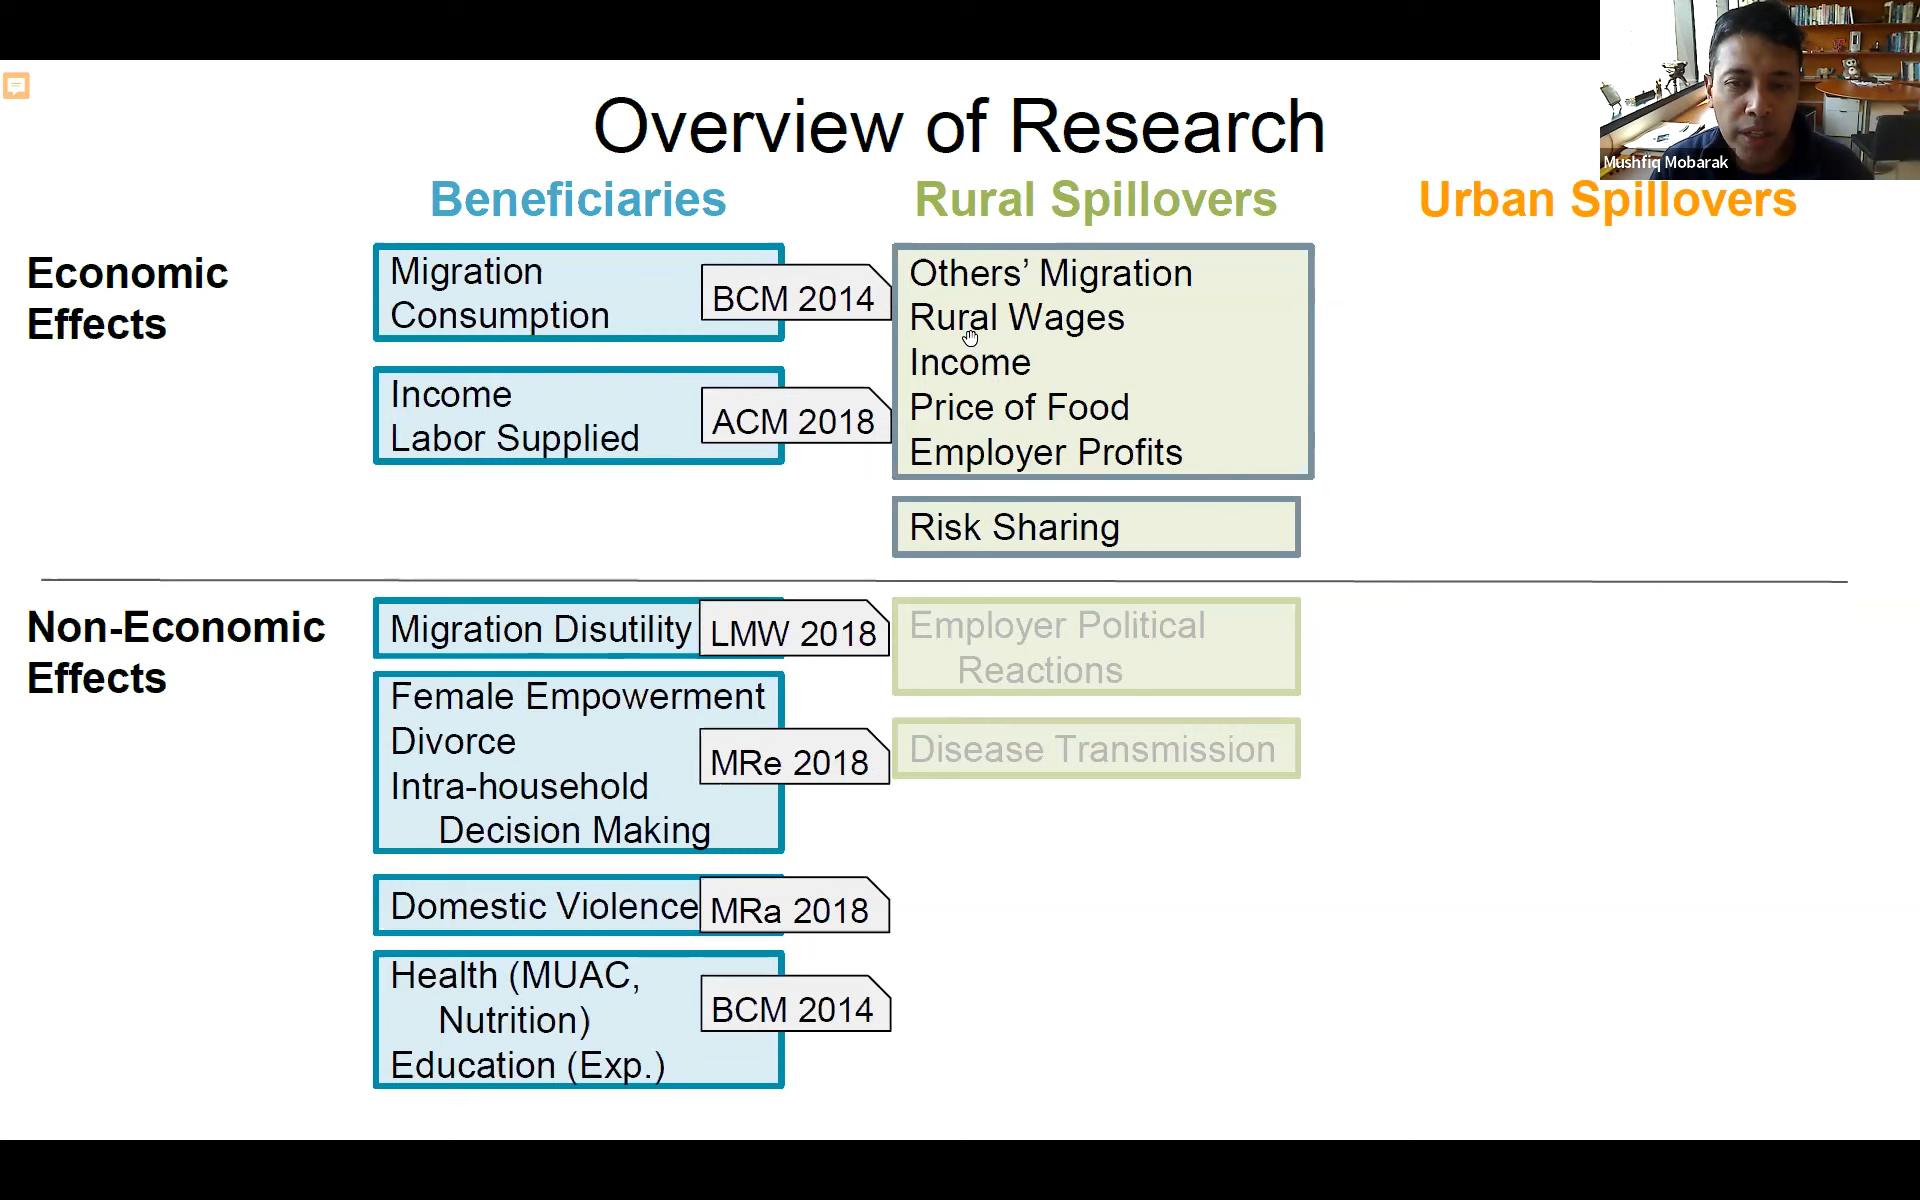 Overview of Research
Mushfiq Mobarak
Beneficiaries
Rural Spillovers
Urban Spillovers
Economic
Effects
Migration
Consumption
BCM 2014
Income
Labor Supplied
ACM 2018
Others’ Migration
Rural Wages
Income
Price of Food
Employer Profits
Risk Sharing
Non-Economic
Effects
Migration Disutility
LMW 2018
Female Empowerment
Divorce
Intra-household
Decision Making
MRe 2018
Domestic Violence
MRa 2018
Health (MUAC,
Nutrition)
Education (Exp.)
BCM 2014
Employer Political
Reactions
Disease Transmission